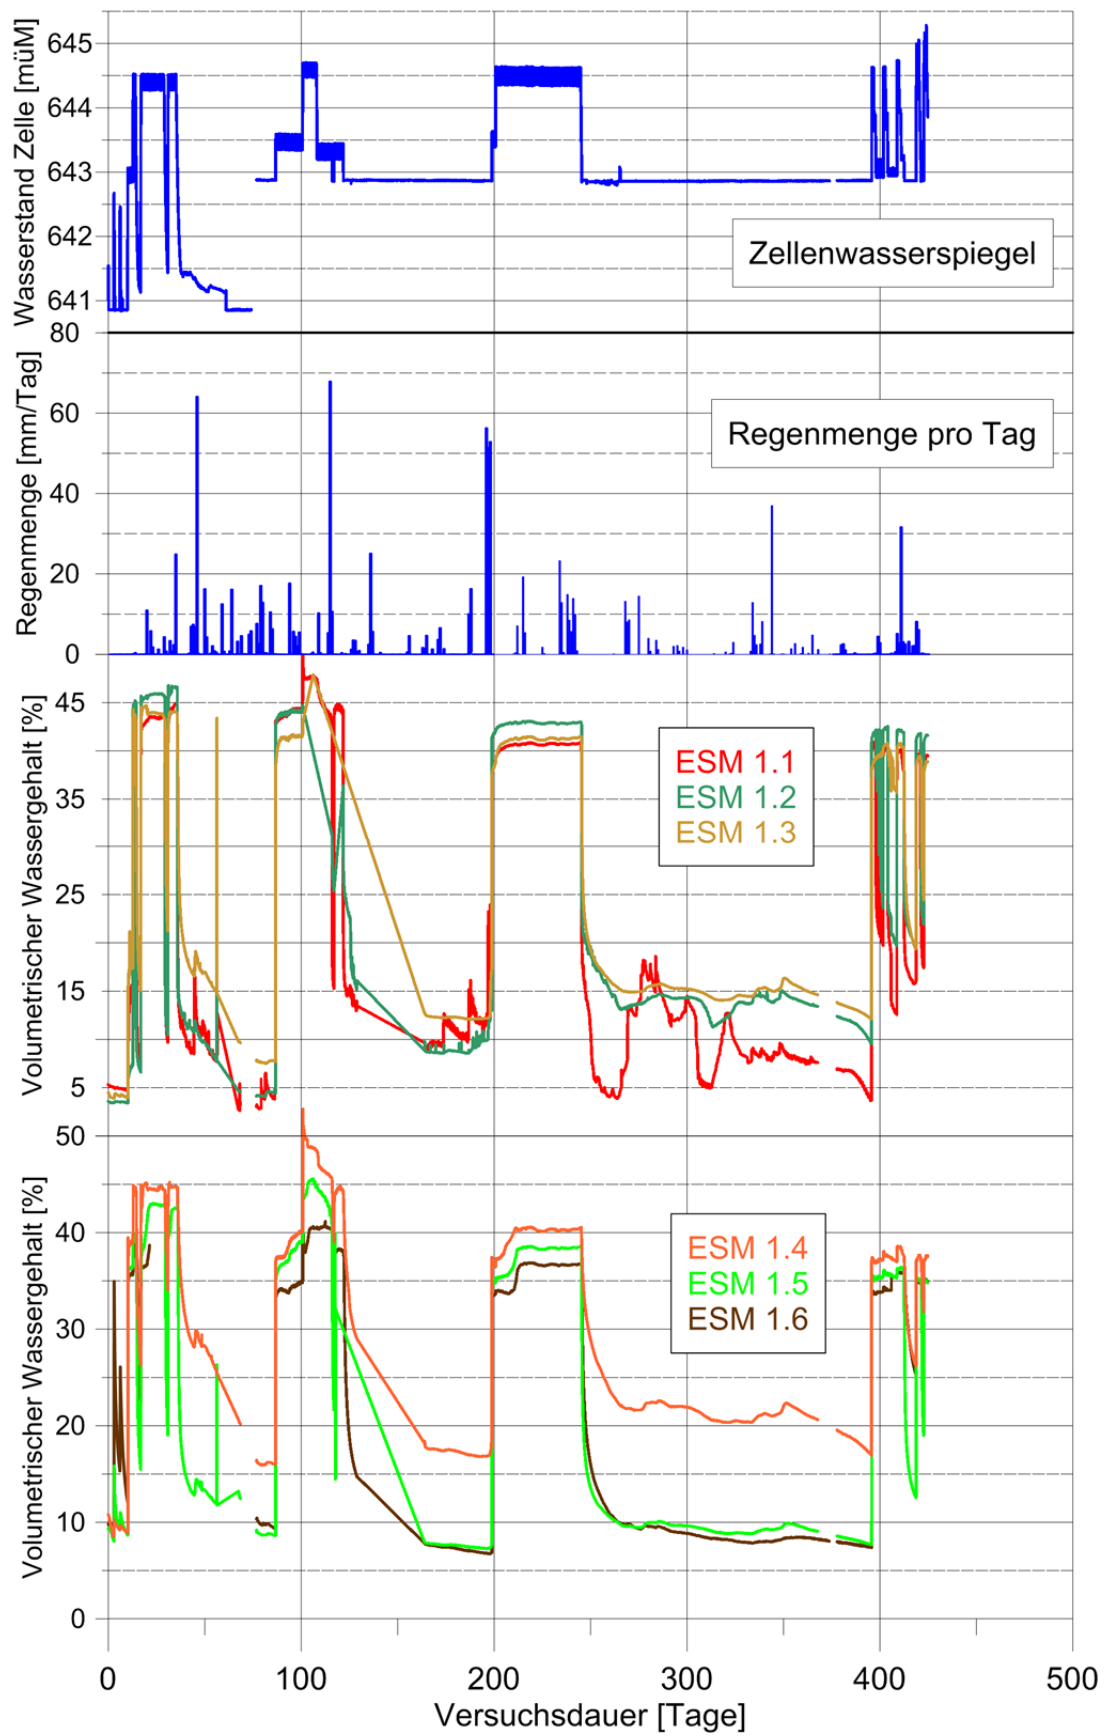 Wasserstand Zelle [müM]
645
644
643
642
641
Zellenwasserspiegel
Regenmenge [mm/Tag]
80
60
40
20
0
Regenmenge pro Tag
Volumetrischer Wassergehalt [%]
45
35
25
15
5
ESM 1.1
ESM 1.2
ESM 1.3
Volumetrischer Wassergehalt [%]
50
40
30
20
10
0
ESM 1.4
ESM 1.5
ESM 1.6
0 100 200 300 400 500
Versuchsdauer [Tage]